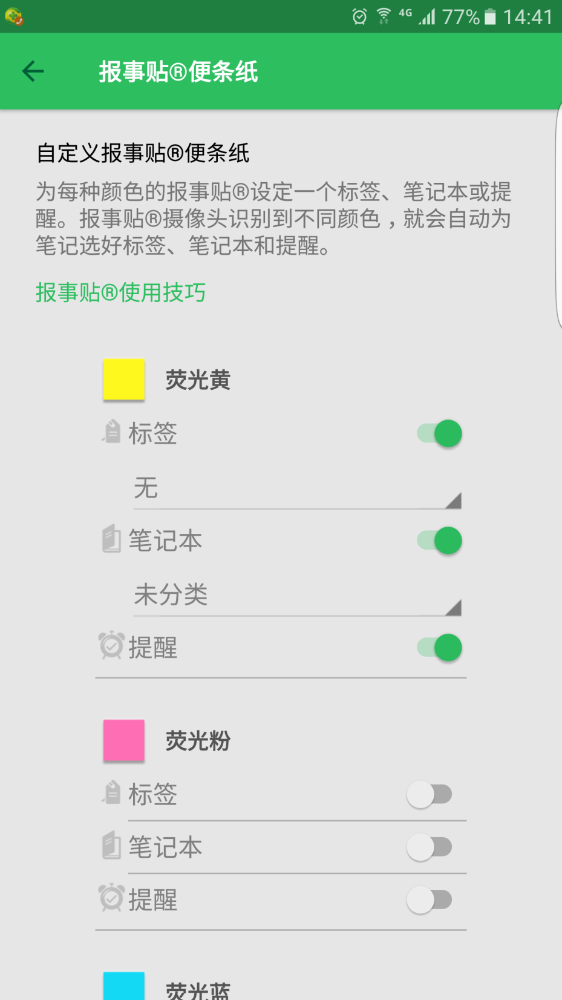 4G 77% 14:41
报事贴®便条纸
自定义报事贴®便条纸
为每种颜色的报事贴®设定一个标签、笔记本或提
醒。报事贴®摄像头识别到不同颜色，就会自动为
笔记选好标签、笔记本和提醒。
报事贴®使用技巧
荧光黄
标签
无
笔记本
未分类
提醒
荧光粉
标签
笔记本
提醒
荧光蓝